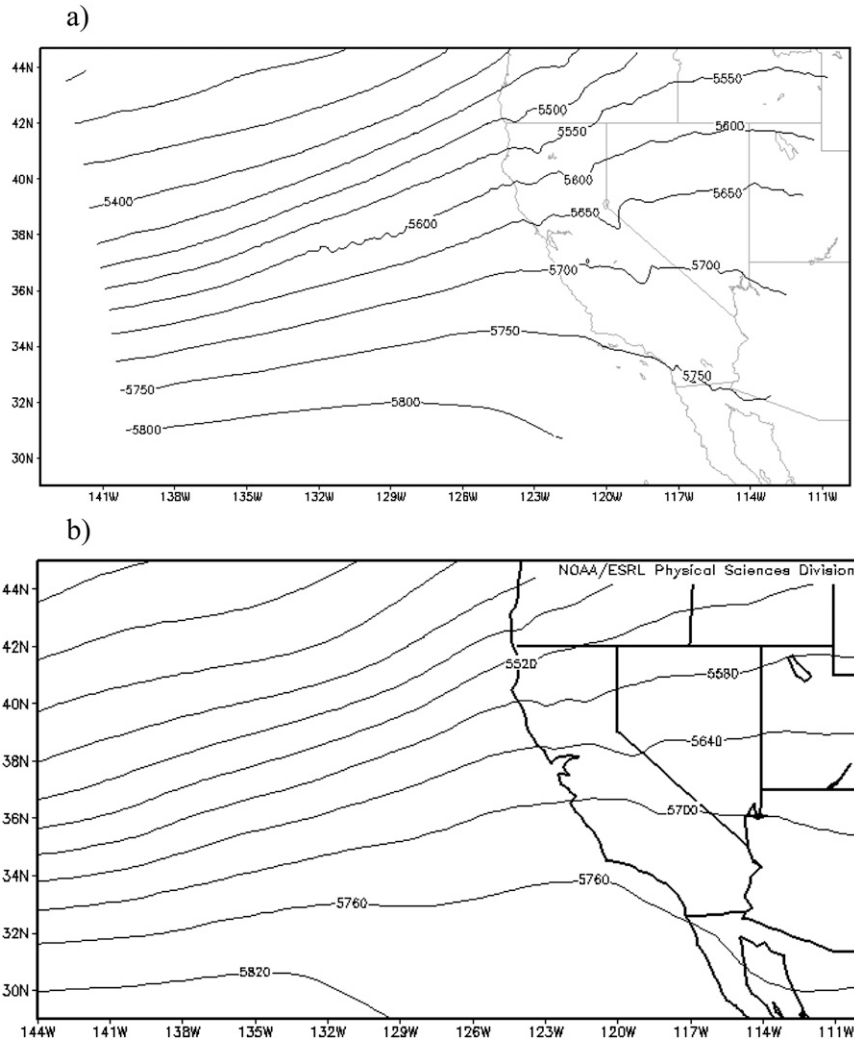 a)
44N
42N
40N
38N
36N
34N
32N
30N
5550
5500
5550
5600
5600
5400
5650
5650
5600
5700
5700
5750
5750
5750
5800
5800
141W 138W 135W 132W 129W 126W 123W 120W 117W 114W 111W
b)
NOAA/ESRL Physical Sciences Division
44N
42N
40N
38N
36N
34N
32N
30N
5520
5580
5640
5700
5760
5760
5820
144W 141W 138W 135W 132W 129W 126W 123W 120W 117W 114W 111W